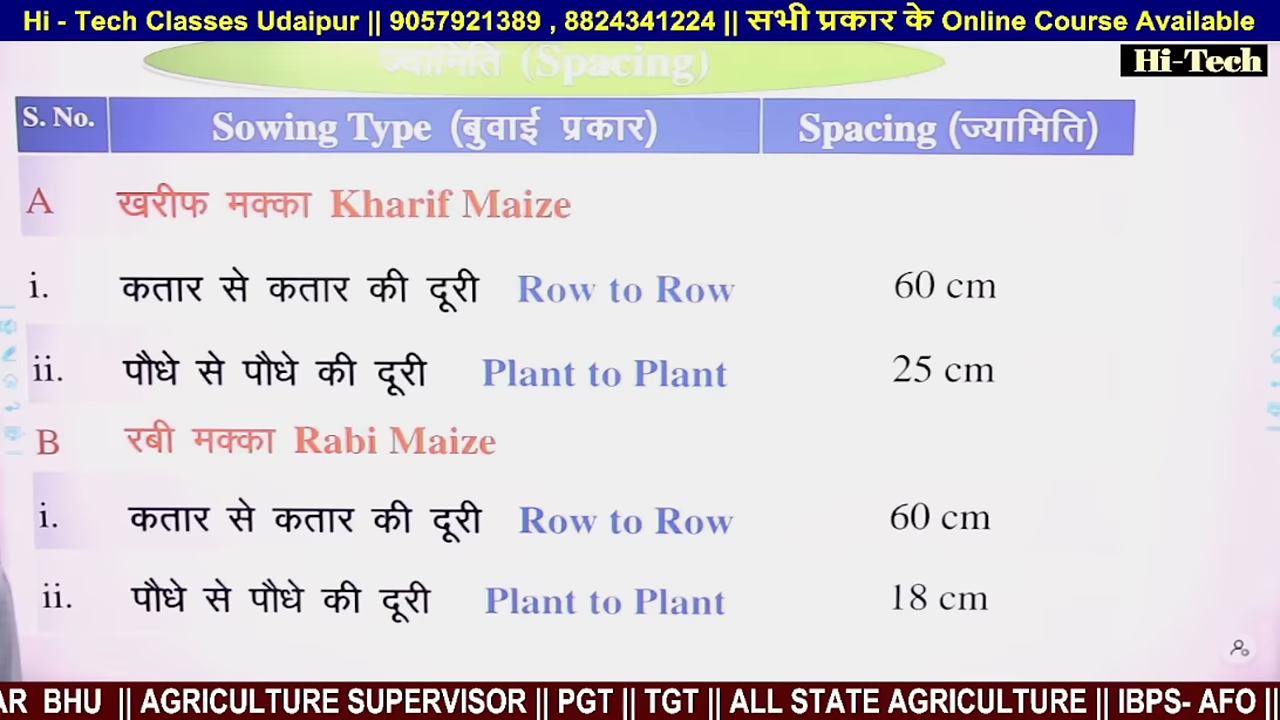 Hi - Tech Classes Udaipur || 9057921389 , 8824341224 || सभी प्रकार के Online Course Available
ज्यामिति (Spacing)
Hi-Tech
S. No. Sowing Type (बुवाई प्रकार) Spacing (ज्यामिति)
A खरीफ मक्का Kharif Maize
i. कतार से कतार की दूरी Row to Row 60 cm
ii. पौधे से पौधे की दूरी Plant to Plant 25 cm
B रबी मक्का Rabi Maize
i. कतार से कतार की दूरी Row to Row 60 cm
ii. पौधे से पौधे की दूरी Plant to Plant 18 cm
AR BHU || AGRICULTURE SUPERVISOR || PGT || TGT || ALL STATE AGRICULTURE || IBPS- AFO ||